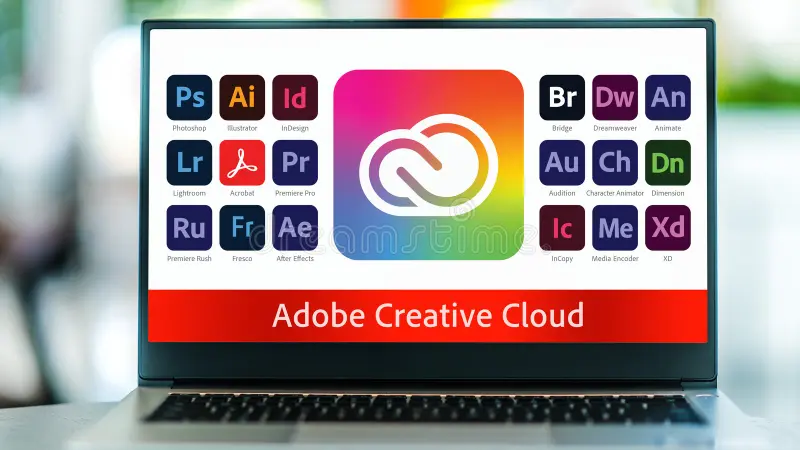 Ps Ai Id
Photoshop Illustrator InDesign
Lr Pr
Lightroom Acrobat Premiere Pro
Ru Fr Ae
Premiere Rush Fresco After Effects
Br Dw An
Bridge Dreamweaver Animate
Au Ch Dn
Audition Character Animator Dimension
Ic Me Xd
InCopy Media Encoder XD
dreamstime.com
Adobe Creative Cloud